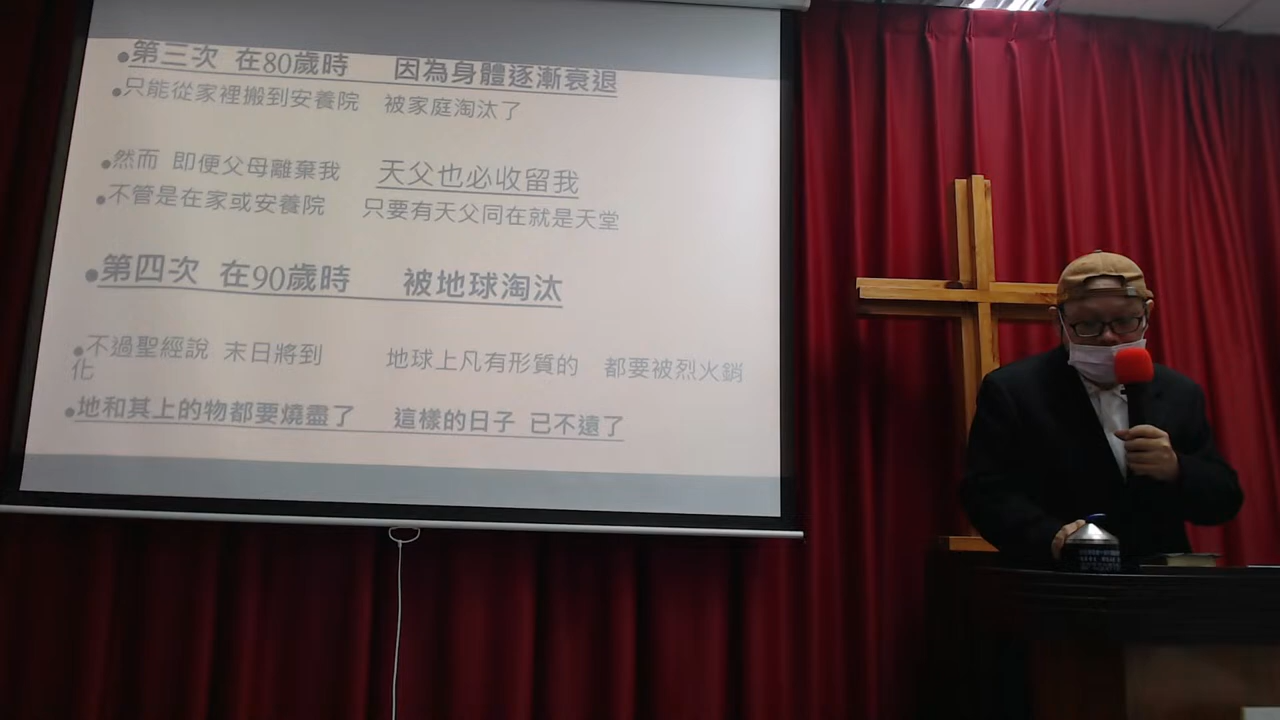 •第三次 在80歲時 因為身體逐漸衰退
•只能從家裡搬到安養院 被家庭淘汰了
•然而 即便父母離棄我 天父也必收留我
•不管是在家或安養院 只要有天父同在就是天堂
•第四次 在90歲時 被地球淘汰
•不過聖經說 末日將到 地球上凡有形質的 都要被烈火銷
化
•地和其上的物都要燒盡了 這樣的日子 已不遠了